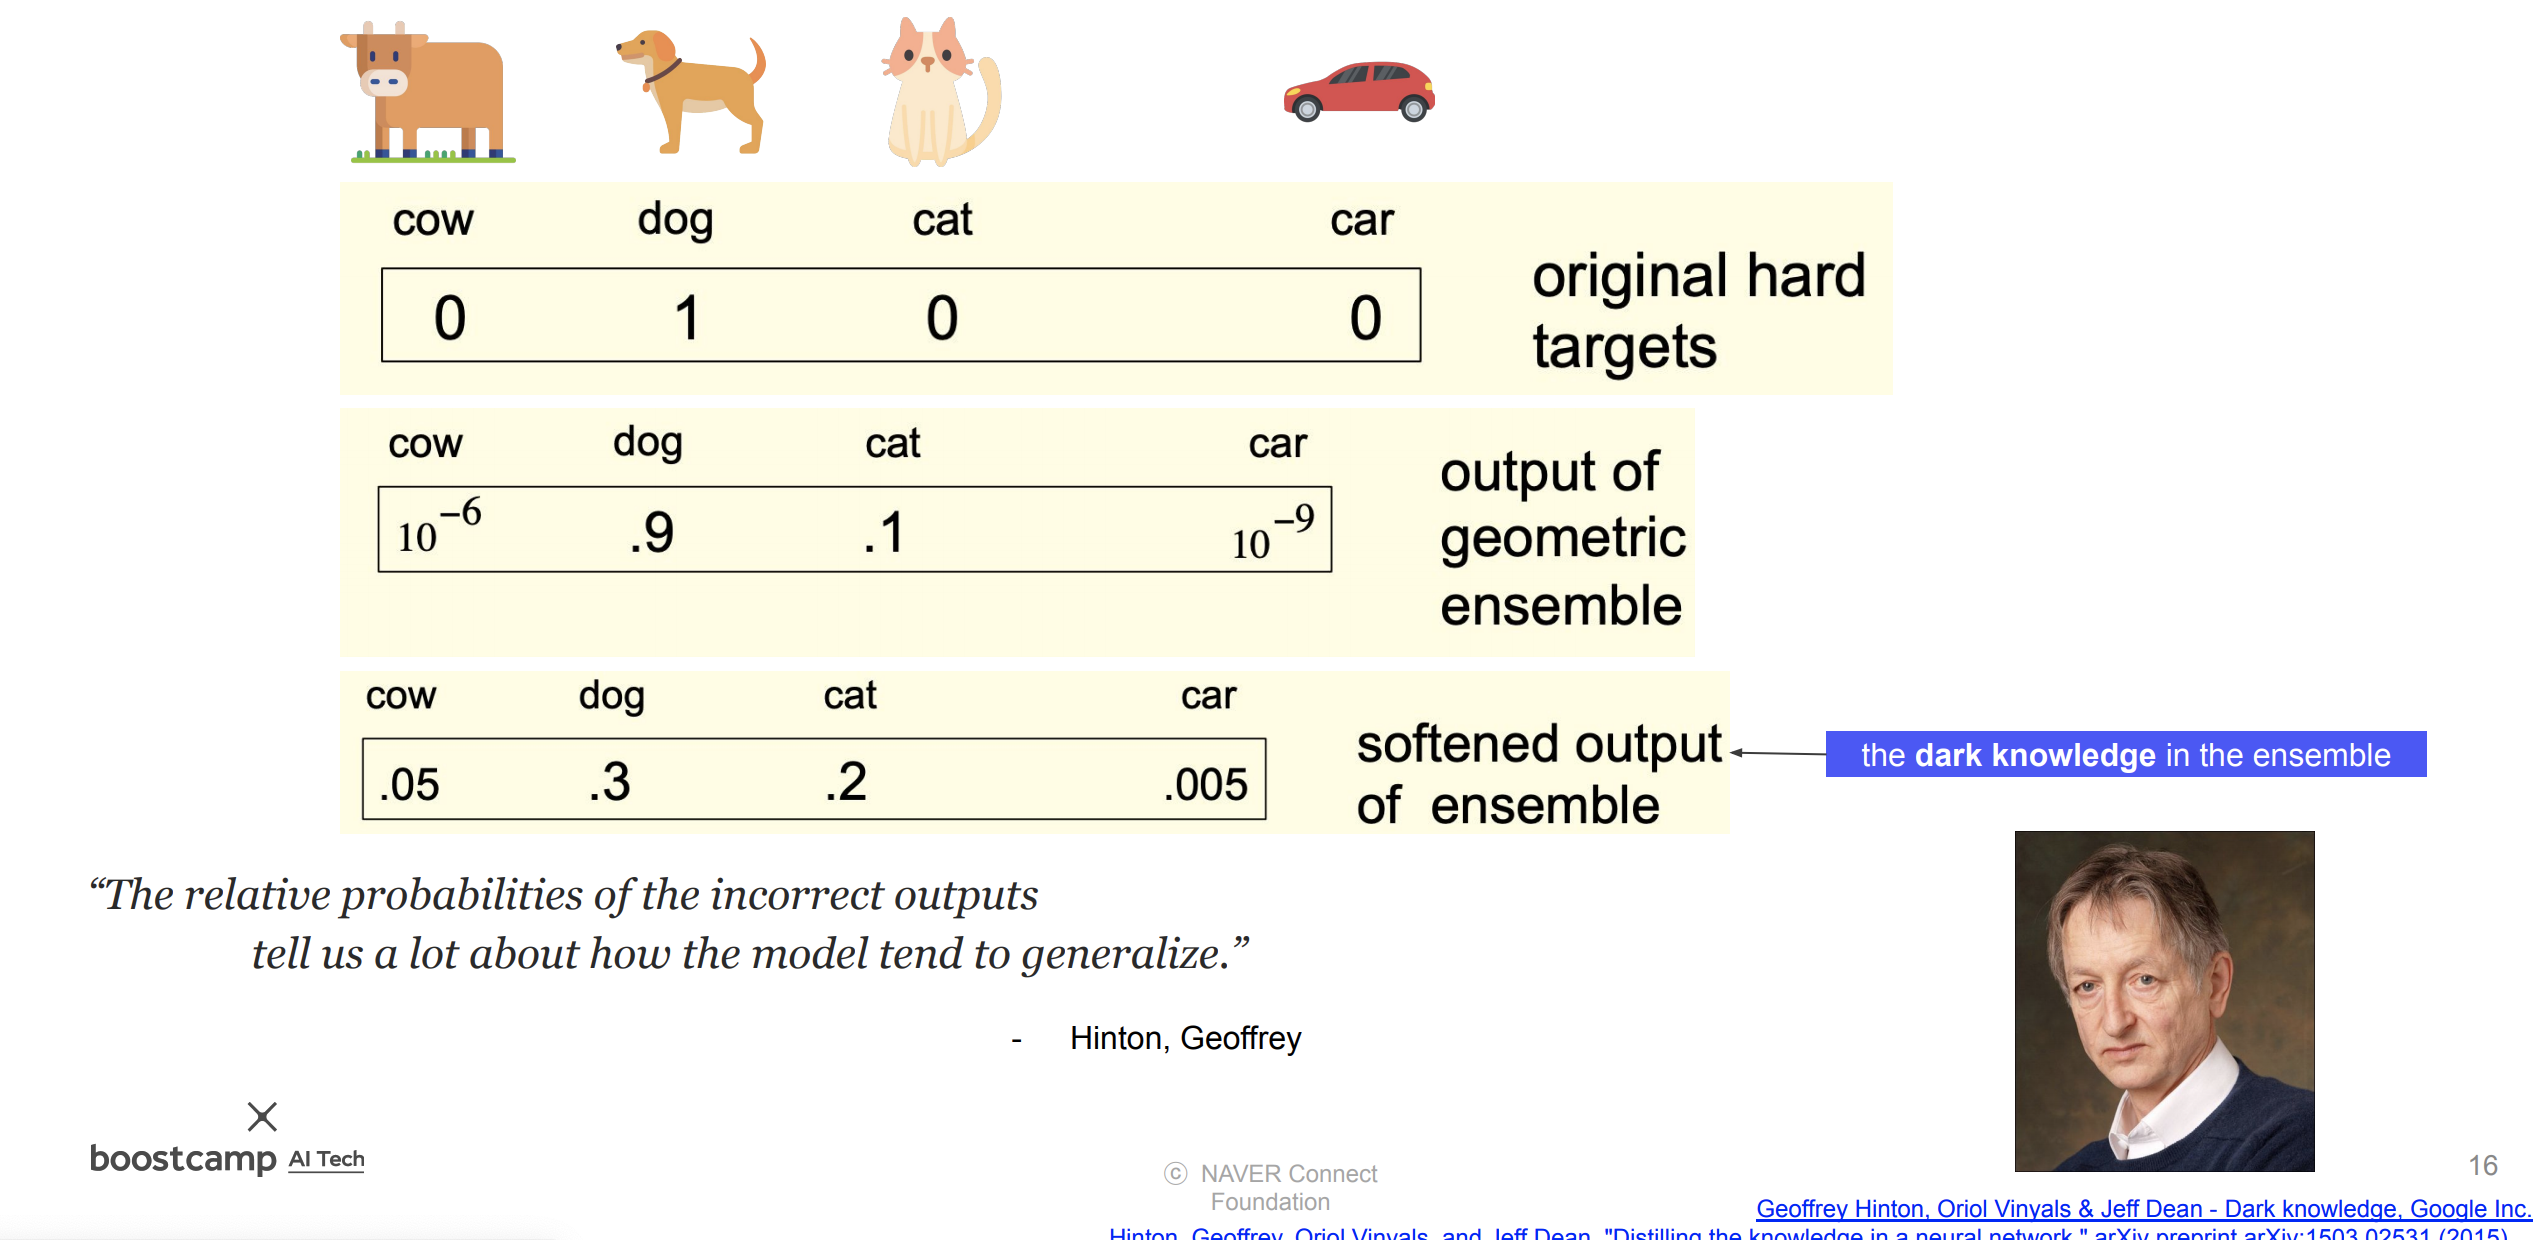 cow dog cat car
0 1 0 0
original hard
targets
cow dog cat car
10⁻⁶ .9 .1 10⁻⁹
output of
geometric
ensemble
cow dog cat car
.05 .3 .2 .005
softened output
of ensemble
the dark knowledge in the ensemble
“The relative probabilities of the incorrect outputs
tell us a lot about how the model tend to generalize.”
- Hinton, Geoffrey
boostcamp AI Tech
ⓒ NAVER Connect
Foundation
16
Geoffrey Hinton, Oriol Vinyals & Jeff Dean - Dark knowledge, Google Inc.
Hinton, Geoffrey, Oriol Vinyals, and Jeff Dean. "Distilling the knowledge in a neural network." arXiv preprint arXiv:1503.02531 (2015).